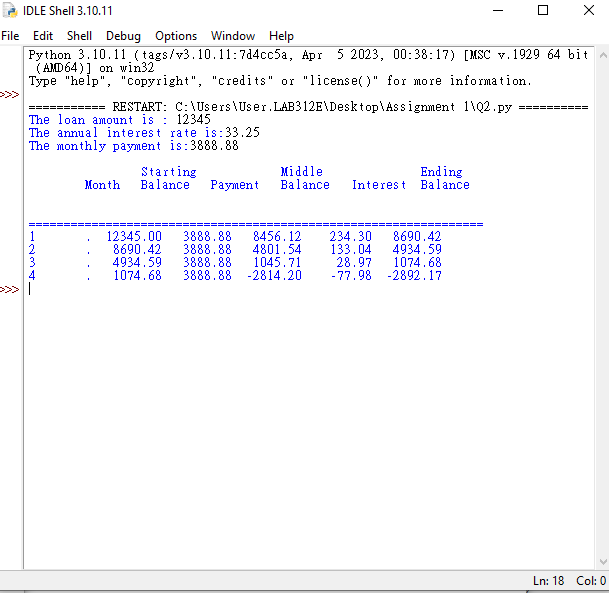 IDLE Shell 3.10.11
File Edit Shell Debug Options Window Help
Python 3.10.11 (tags/v3.10.11:7d4cc5a, Apr  5 2023, 00:38:17) [MSC v.1929 64 bit
(AMD64)] on win32
Type "help", "copyright", "credits" or "license()" for more information.
>>>
=========== RESTART: C:\Users\User.LAB312E\Desktop\Assignment 1\Q2.py ==========
The loan amount is : 12345
The annual interest rate is:33.25
The monthly payment is:3888.88
Starting Middle Ending
Month Balance Payment Balance Interest Balance
=================================================================
1 . 12345.00 3888.88 8456.12 234.30 8690.42
2 . 8690.42 3888.88 4801.54 133.04 4934.59
3 . 4934.59 3888.88 1045.71 28.97 1074.68
4 . 1074.68 3888.88 -2814.20 -77.98 -2892.17
>>>
Ln: 18 Col: 0